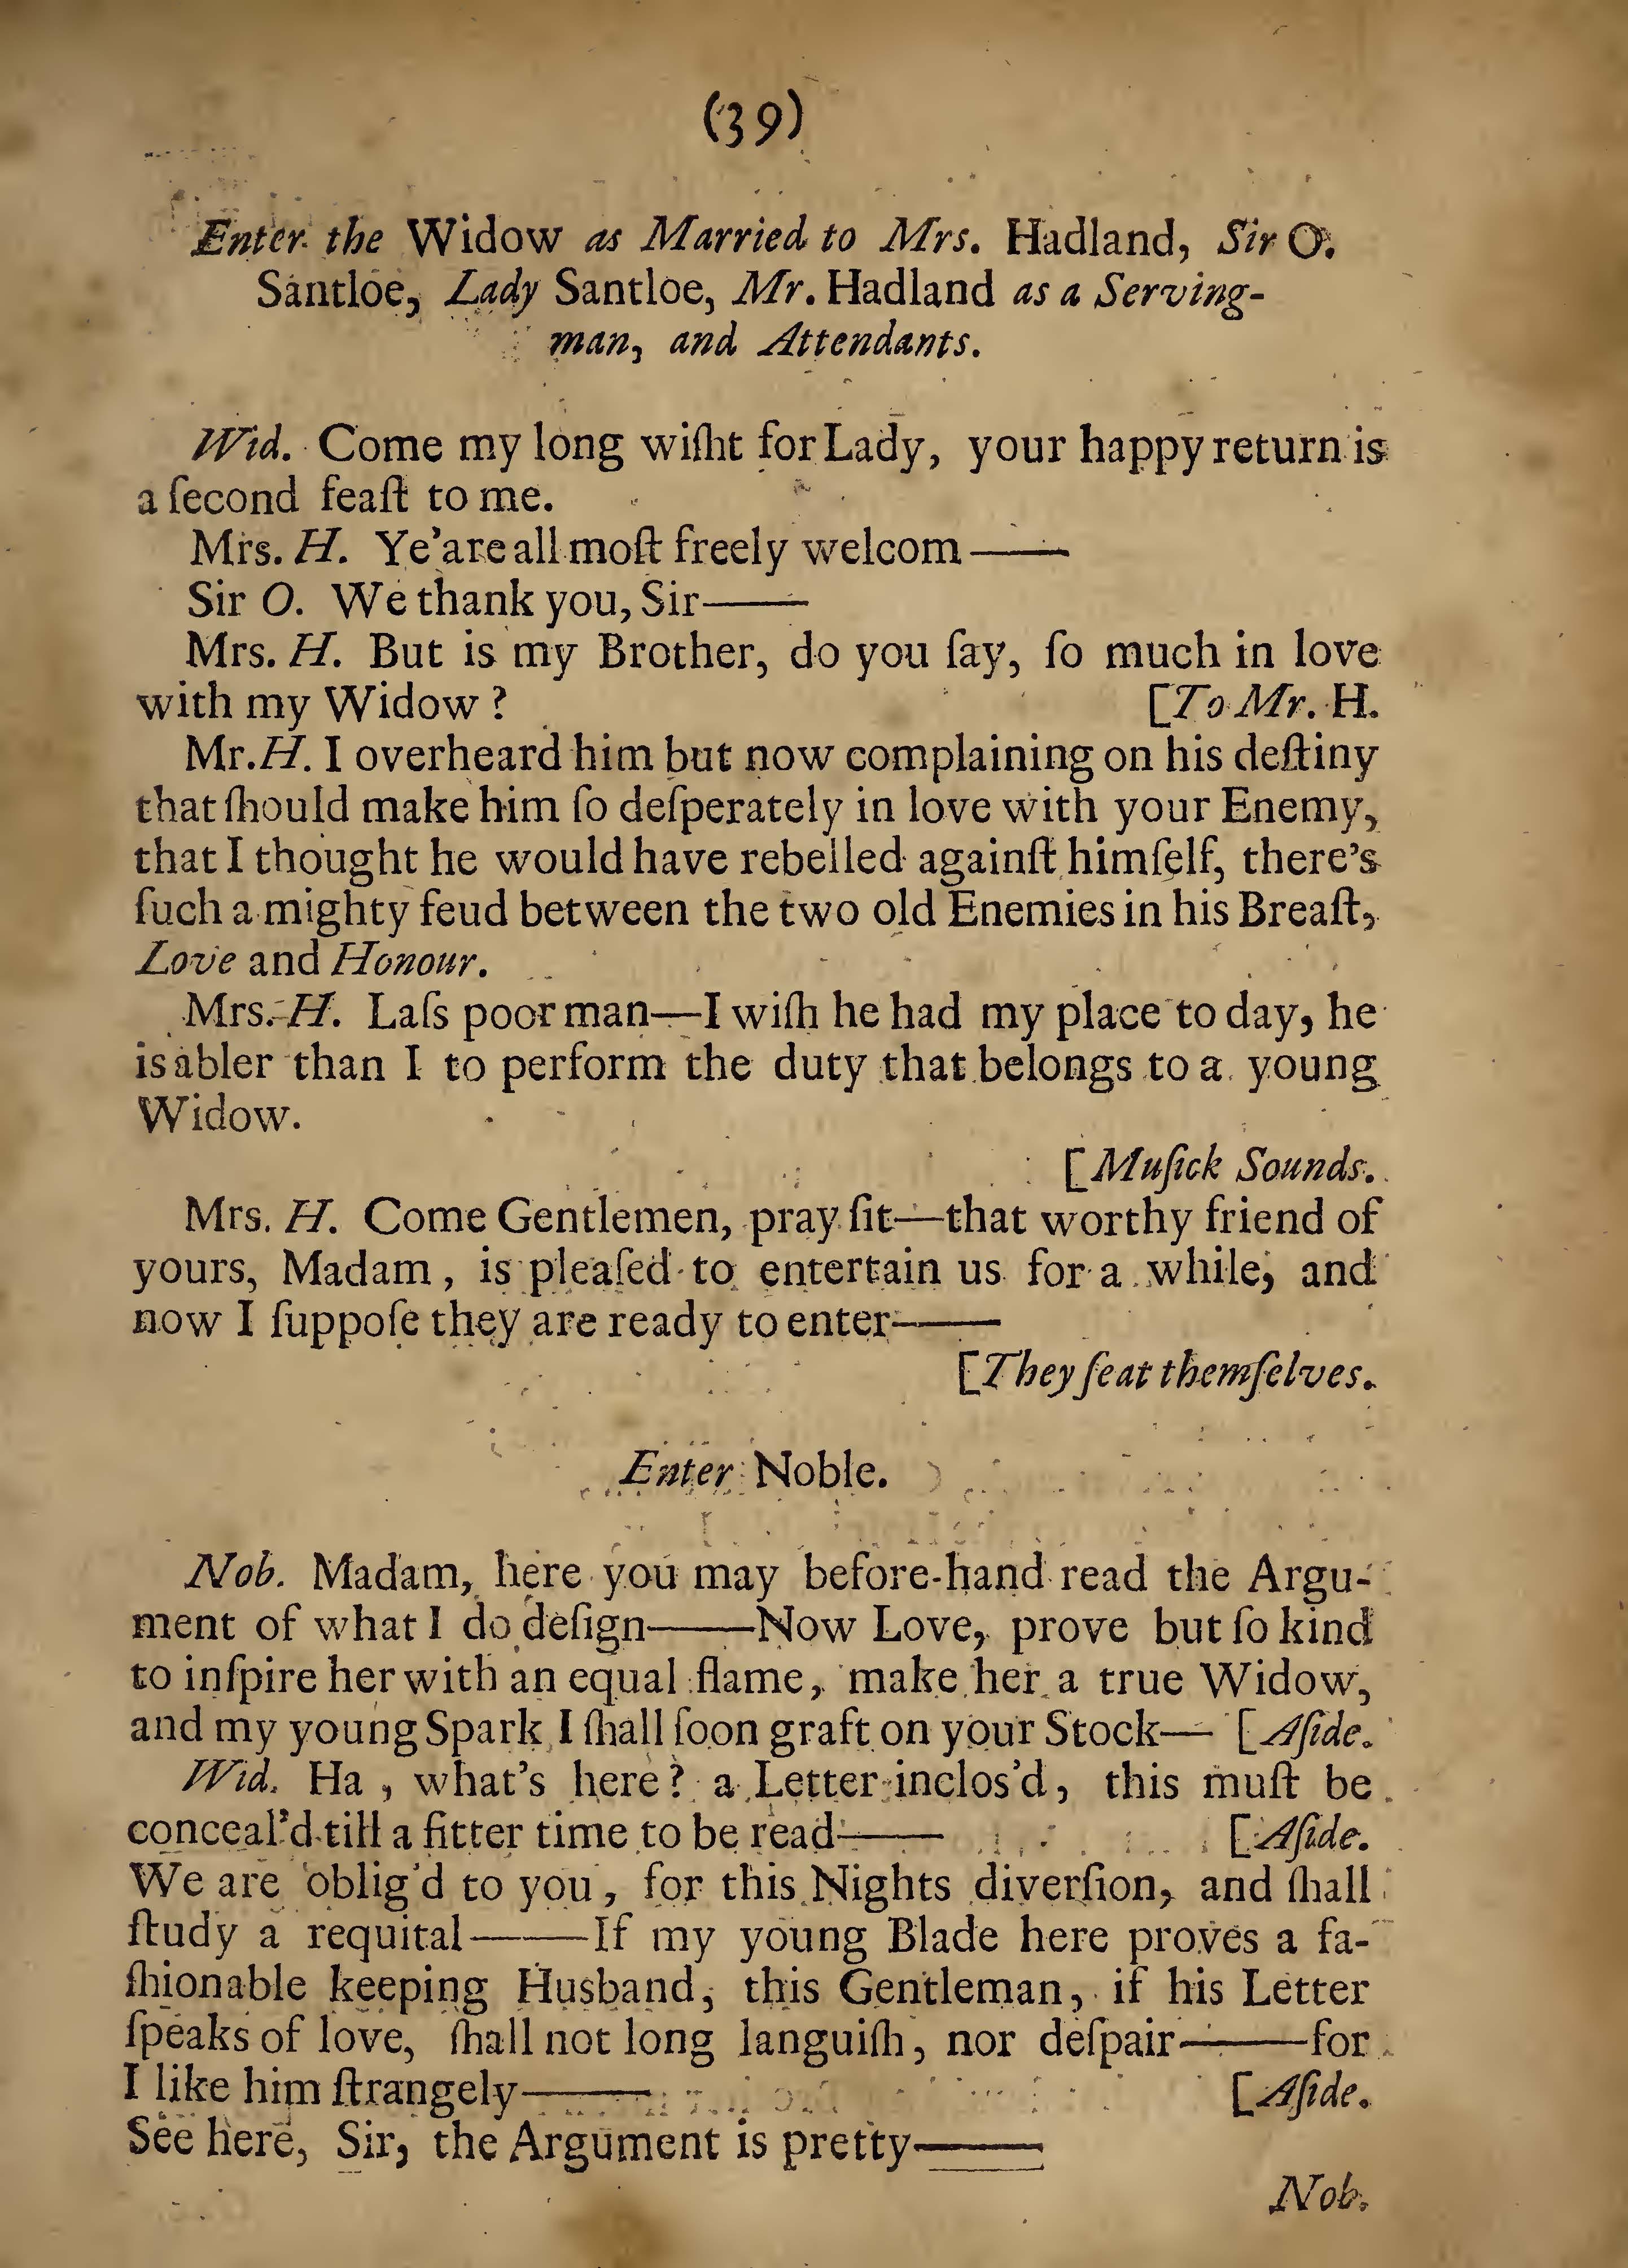 (39)
Enter the Widow as Married to Mrs. Hadland, Sir O.
Santloe, Lady Santloe, Mr. Hadland as a Serving-
man, and Attendants.
Wid. Come my long wiſht for Lady, your happy return is
a ſecond feaſt to me.
Mrs. H. Ye'are all moſt freely welcom——
Sir O. We thank you, Sir——
Mrs. H. But is my Brother, do you ſay, ſo much in love
with my Widow? [To Mr. H.
Mr. H. I overheard him but now complaining on his deſtiny
that ſhould make him ſo deſperately in love with your Enemy,
that I thought he would have rebelled againſt himſelf, there's
ſuch a mighty feud between the two old Enemies in his Breaſt,
Love and Honour.
Mrs. H. Laſs poor man—I wiſh he had my place to day, he
is abler than I to perform the duty that belongs to a young
Widow.
[Muſick Sounds.
Mrs. H. Come Gentlemen, pray ſit—that worthy friend of
yours, Madam, is pleaſed to entertain us for a while, and
now I ſuppoſe they are ready to enter——
[They ſeat themſelves.
Enter Noble.
Nob. Madam, here you may before-hand read the Argu-
ment of what I do deſign——Now Love, prove but ſo kind
to inſpire her with an equal flame, make her a true Widow,
and my young Spark I ſhall ſoon graft on your Stock— [Aſide.
Wid. Ha, what's here? a Letter inclos'd, this muſt be
conceal'd till a fitter time to be read—— [Aſide.
We are oblig'd to you, for this Nights diverſion, and ſhall
ſtudy a requital——If my young Blade here proves a fa-
ſhionable keeping Husband, this Gentleman, if his Letter
ſpeaks of love, ſhall not long languiſh, nor deſpair——for
I like him ſtrangely—— [Aſide.
See here, Sir, the Argument is pretty——
Nob.